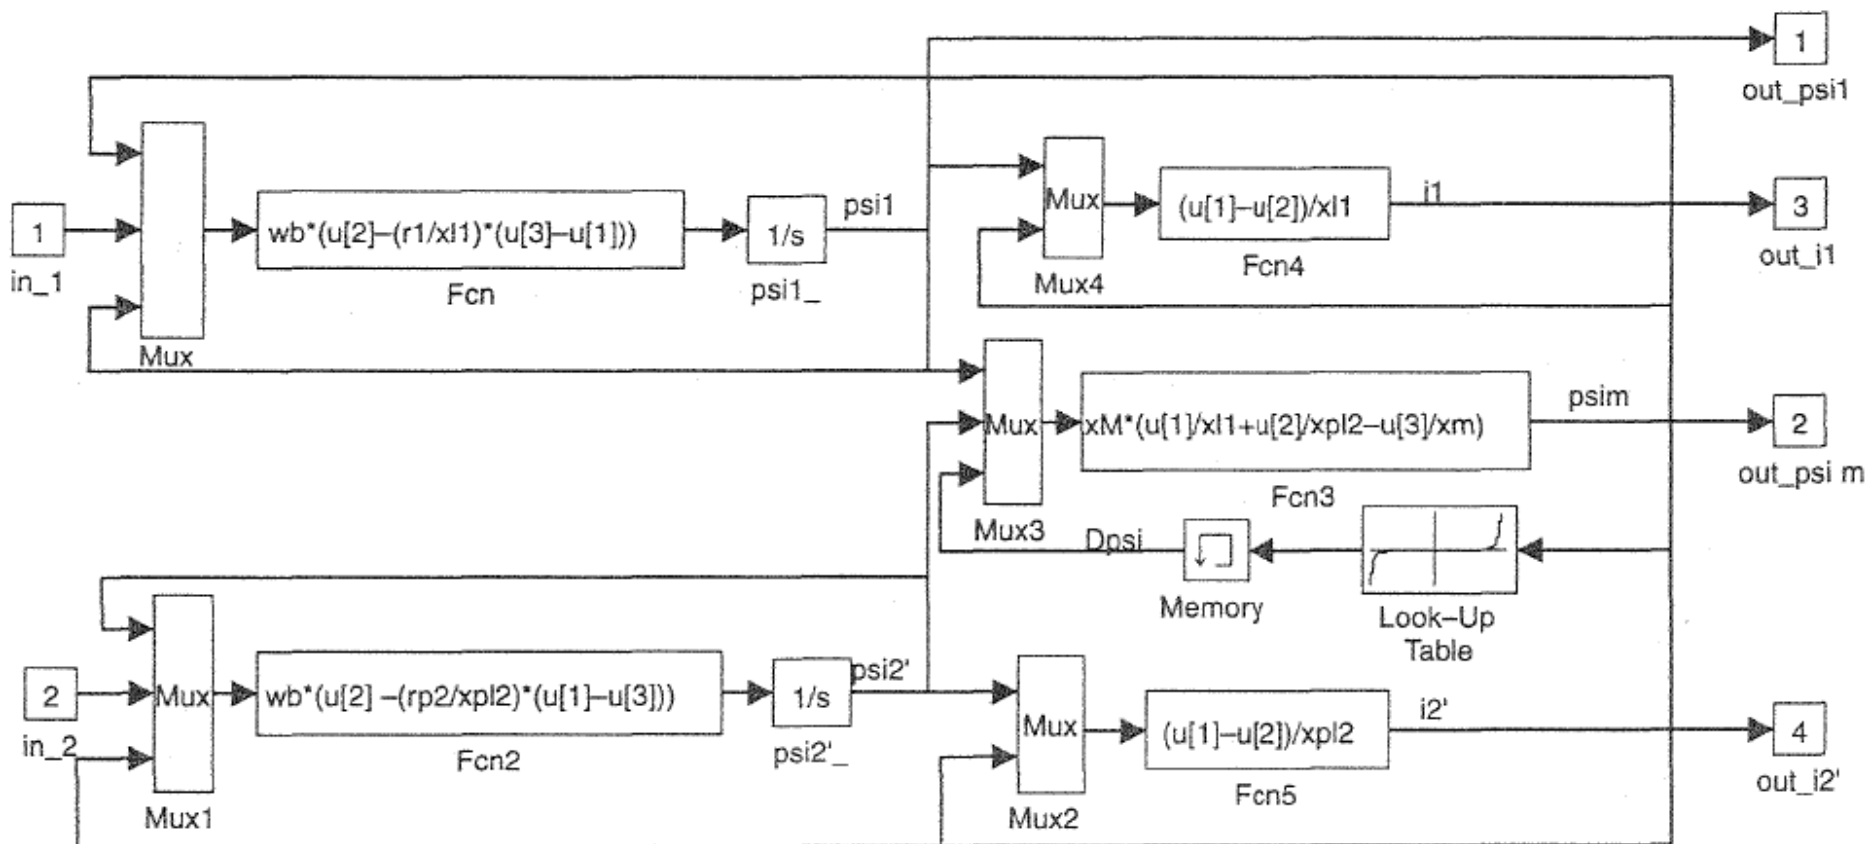 1
out_psi1
1
in_1
Mux
wb*(u[2]-(r1/xl1)*(u[3]-u[1]))
Fcn
1/s
psi1_
psi1
Mux
Mux4
(u[1]-u[2])/xl1
Fcn4
i1
3
out_i1
Mux
Mux3
xM*(u[1]/xl1+u[2]/xpl2-u[3]/xm)
Fcn3
psim
2
out_psi m
Dpsi
Memory
Look-Up
Table
2
in_2
Mux
Mux1
wb*(u[2] -(rp2/xpl2)*(u[1]-u[3]))
Fcn2
1/s
psi2'_
psi2'
Mux
Mux2
(u[1]-u[2])/xpl2
Fcn5
i2'
4
out_i2'